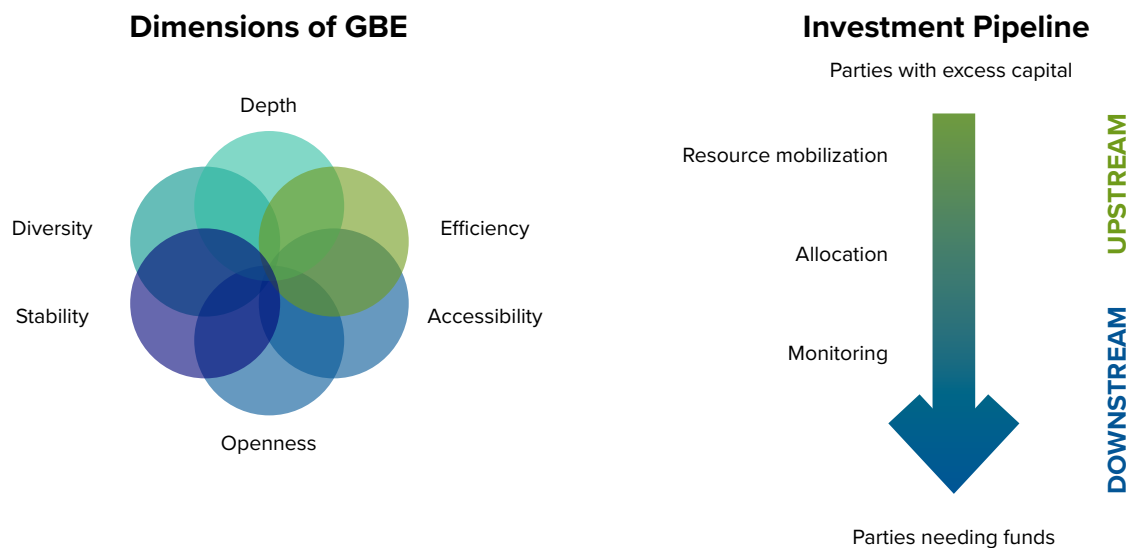 Dimensions of GBE
Depth
Diversity
Efficiency
Stability
Accessibility
Openness
Investment Pipeline
Parties with excess capital
Resource mobilization
Allocation
Monitoring
UPSTREAM
DOWNSTREAM
Parties needing funds